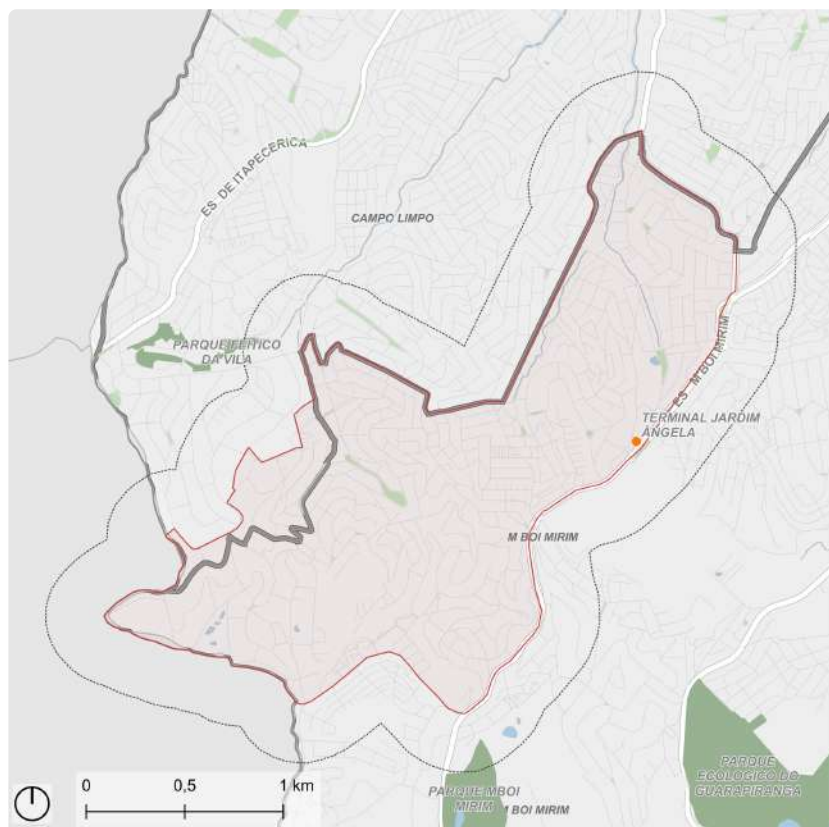 ES. DE ITAPECERICA
CAMPO LIMPO
PARQUE FEITICO
DA VILA
ES. M BOI MIRIM
TERMINAL JARDIM
ÂNGELA
M BOI MIRIM
0 0,5 1 km
PARQUE
ECOLOGICO DO
GUARAPIRANGA
PARQUE MBOI
MIRIM
M BOI MIRIM